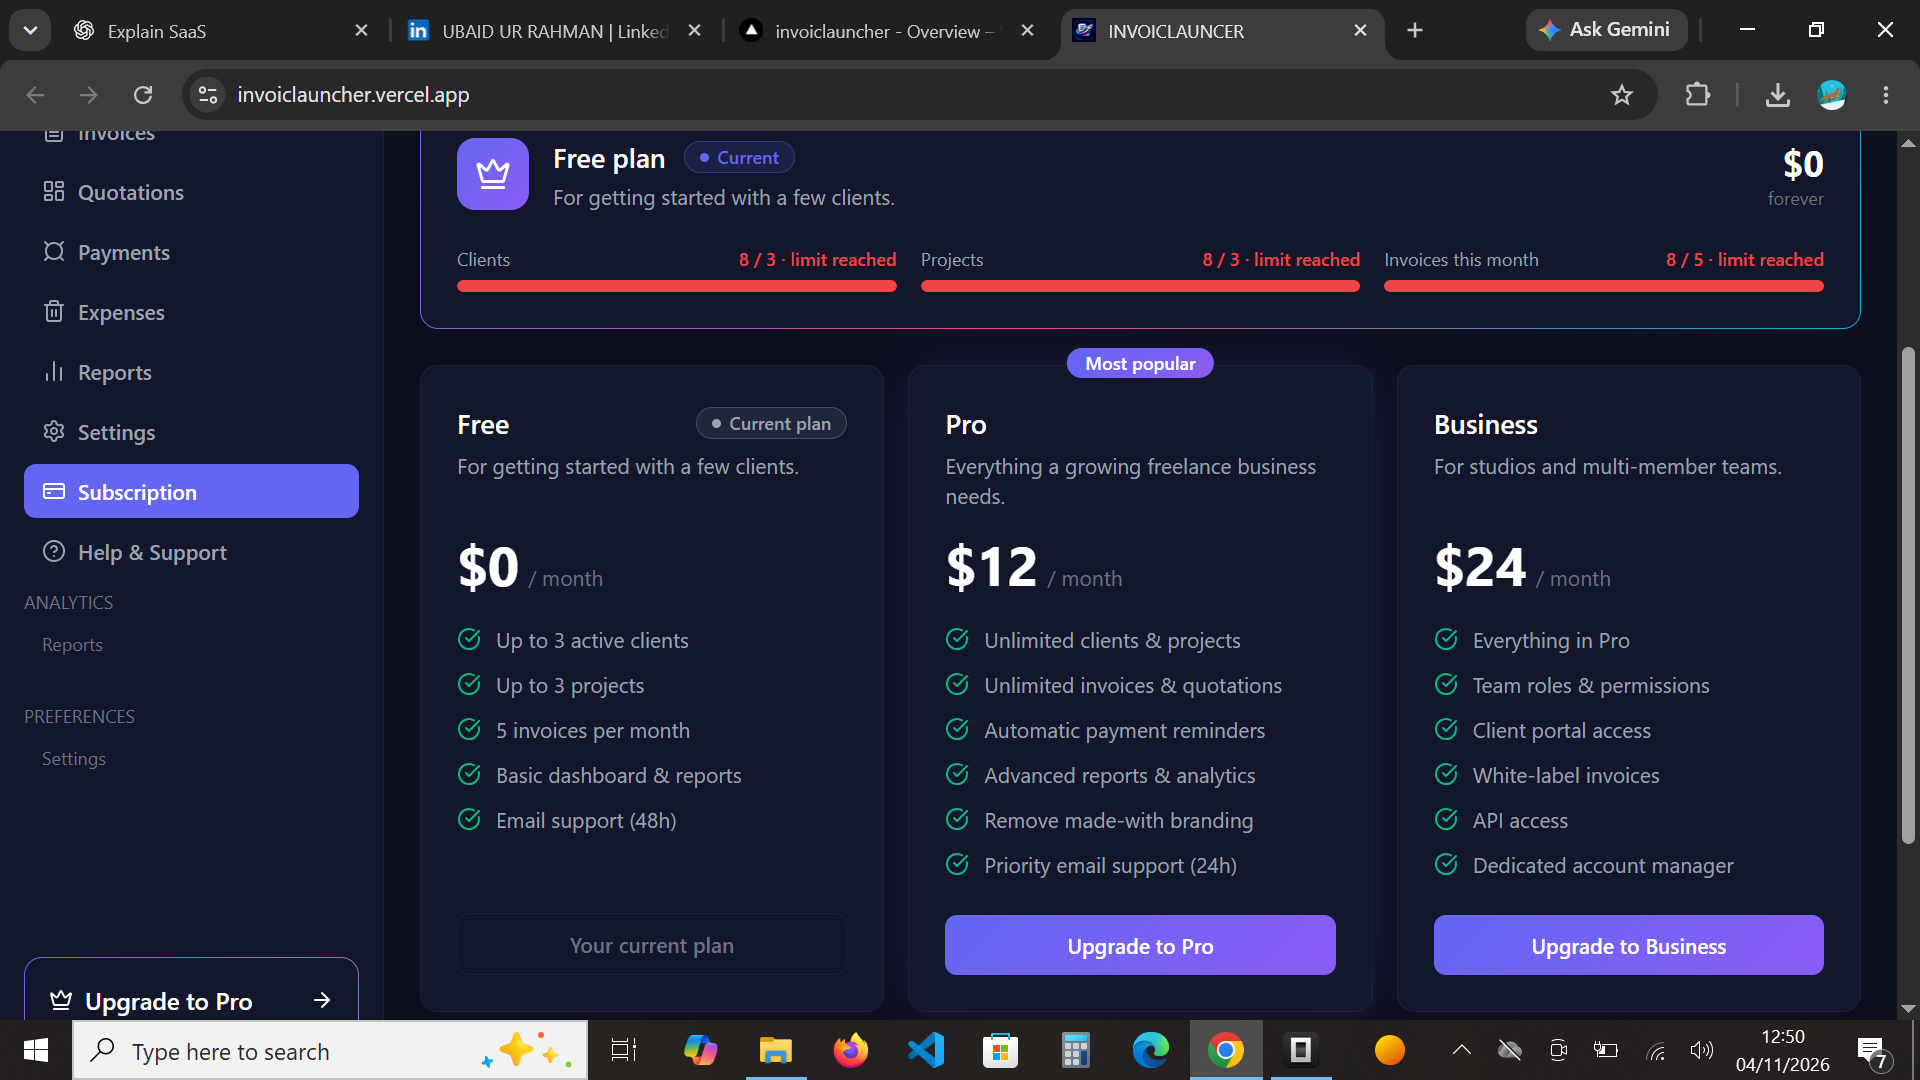 Explain SaaS
UBAID UR RAHMAN | Linked
invoiclauncher - Overview –
INVOICLAUNCER
Ask Gemini
invoiclauncher.vercel.app
Invoices
Quotations
Payments
Expenses
Reports
Settings
Subscription
Help & Support
ANALYTICS
Reports
PREFERENCES
Settings
Upgrade to Pro
Free plan
Current
For getting started with a few clients.
$0
forever
Clients
8 / 3 · limit reached
Projects
8 / 3 · limit reached
Invoices this month
8 / 5 · limit reached
Free
Current plan
For getting started with a few clients.
$0 / month
Up to 3 active clients
Up to 3 projects
5 invoices per month
Basic dashboard & reports
Email support (48h)
Your current plan
Most popular
Pro
Everything a growing freelance business
needs.
$12 / month
Unlimited clients & projects
Unlimited invoices & quotations
Automatic payment reminders
Advanced reports & analytics
Remove made-with branding
Priority email support (24h)
Upgrade to Pro
Business
For studios and multi-member teams.
$24 / month
Everything in Pro
Team roles & permissions
Client portal access
White-label invoices
API access
Dedicated account manager
Upgrade to Business
Type here to search
12:50
04/11/2026
7